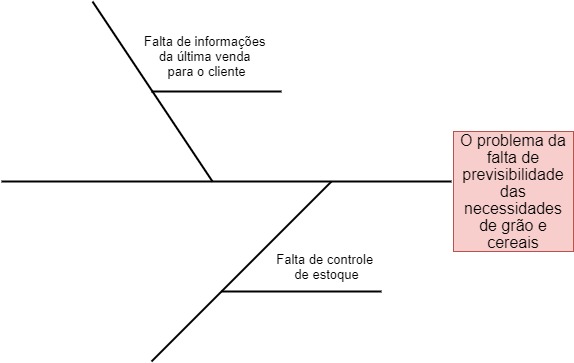 Falta de informações
da última venda
para o cliente
O problema da
falta de
previsibilidade
das
necessidades
de grão e
cereais
Falta de controle
de estoque